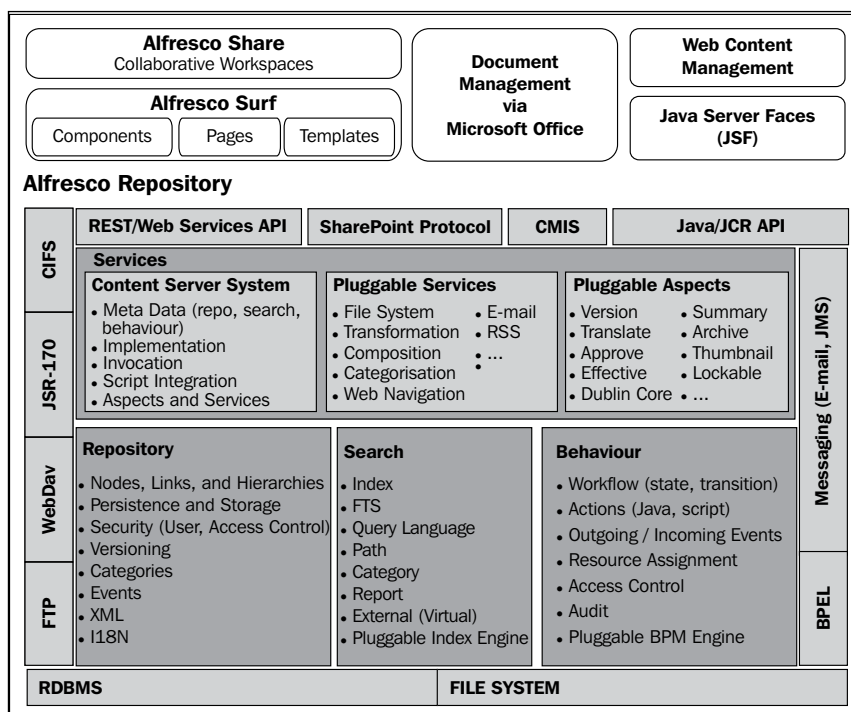 Alfresco Share
Collaborative Workspaces
Alfresco Surf
Components
Pages
Templates
Document
Management
via
Microsoft Office
Web Content
Management
Java Server Faces
(JSF)
Alfresco Repository
CIFS
JSR-170
WebDav
FTP
REST/Web Services API
SharePoint Protocol
CMIS
Java/JCR API
Services
Content Server System
• Meta Data (repo, search,
behaviour)
• Implementation
• Invocation
• Script Integration
• Aspects and Services
Pluggable Services
• File System
• Transformation
• Composition
• Categorisation
• Web Navigation
• E-mail
• RSS
• ...
•
Pluggable Aspects
• Version
• Translate
• Approve
• Effective
• Dublin Core
• Summary
• Archive
• Thumbnail
• Lockable
• ...
Repository
• Nodes, Links, and Hierarchies
• Persistence and Storage
• Security (User, Access Control)
• Versioning
• Categories
• Events
• XML
• I18N
Search
• Index
• FTS
• Query Language
• Path
• Category
• Report
• External (Virtual)
• Pluggable Index Engine
Behaviour
• Workflow (state, transition)
• Actions (Java, script)
• Outgoing / Incoming Events
• Resource Assignment
• Access Control
• Audit
• Pluggable BPM Engine
Messaging (E-mail, JMS)
BPEL
RDBMS
FILE SYSTEM